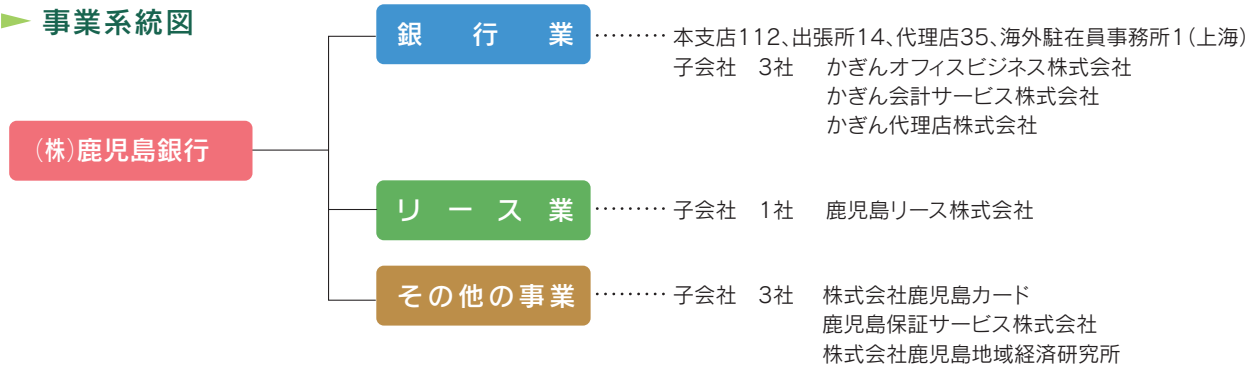 事業系統図
銀行業 ……… 本支店112、出張所14、代理店35、海外駐在員事務所1(上海)
子会社 3社 かぎんオフィスビジネス株式会社
かぎん会計サービス株式会社
かぎん代理店株式会社
(株)鹿児島銀行
リース業 ……… 子会社 1社 鹿児島リース株式会社
その他の事業 ……… 子会社 3社 株式会社鹿児島カード
鹿児島保証サービス株式会社
株式会社鹿児島地域経済研究所